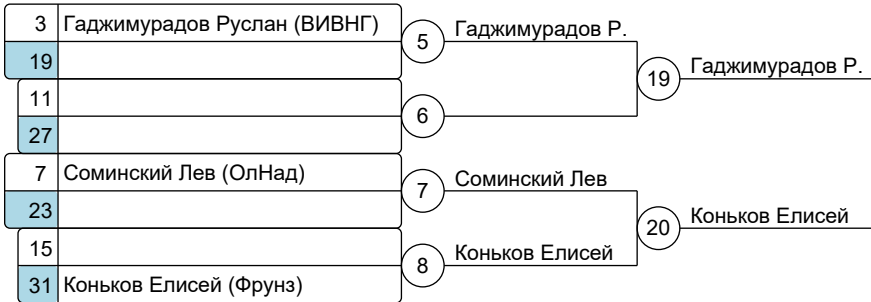 3 Гаджимурадов Руслан (ВИВНГ)
5 Гаджимурадов Р.
19
19 Гаджимурадов Р.
11
6
27
7 Соминский Лев (ОлНад)
7 Соминский Лев
23
20 Коньков Елисей
15
8 Коньков Елисей
31 Коньков Елисей (Фрунз)